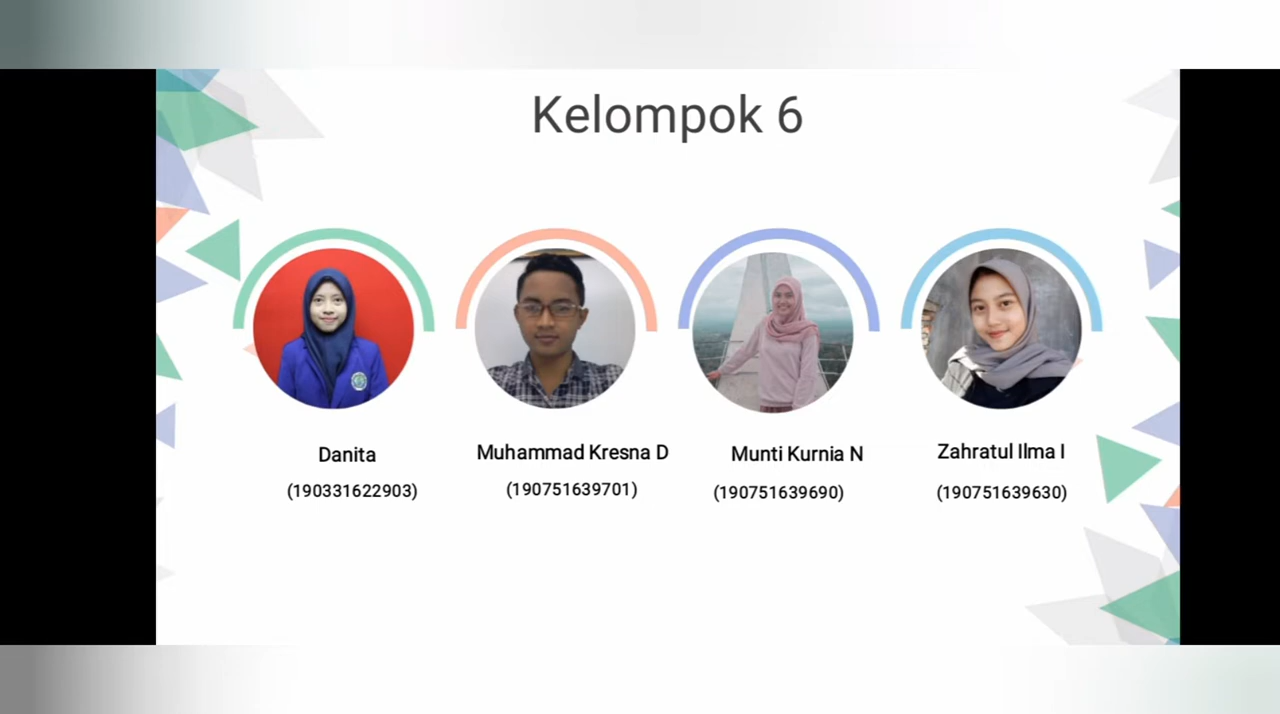 Kelompok 6
Danita
(190331622903)
Muhammad Kresna D
(190751639701)
Munti Kurnia N
(190751639690)
Zahratul Ilma I
(190751639630)